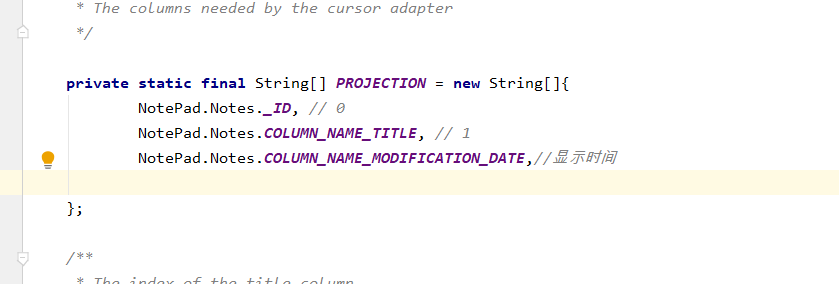 * The columns needed by the cursor adapter
*/
private static final String[] PROJECTION = new String[]{
NotePad.Notes._ID, // 0
NotePad.Notes.COLUMN_NAME_TITLE, // 1
NotePad.Notes.COLUMN_NAME_MODIFICATION_DATE,//显示时间
};
/**
* The index of the title column